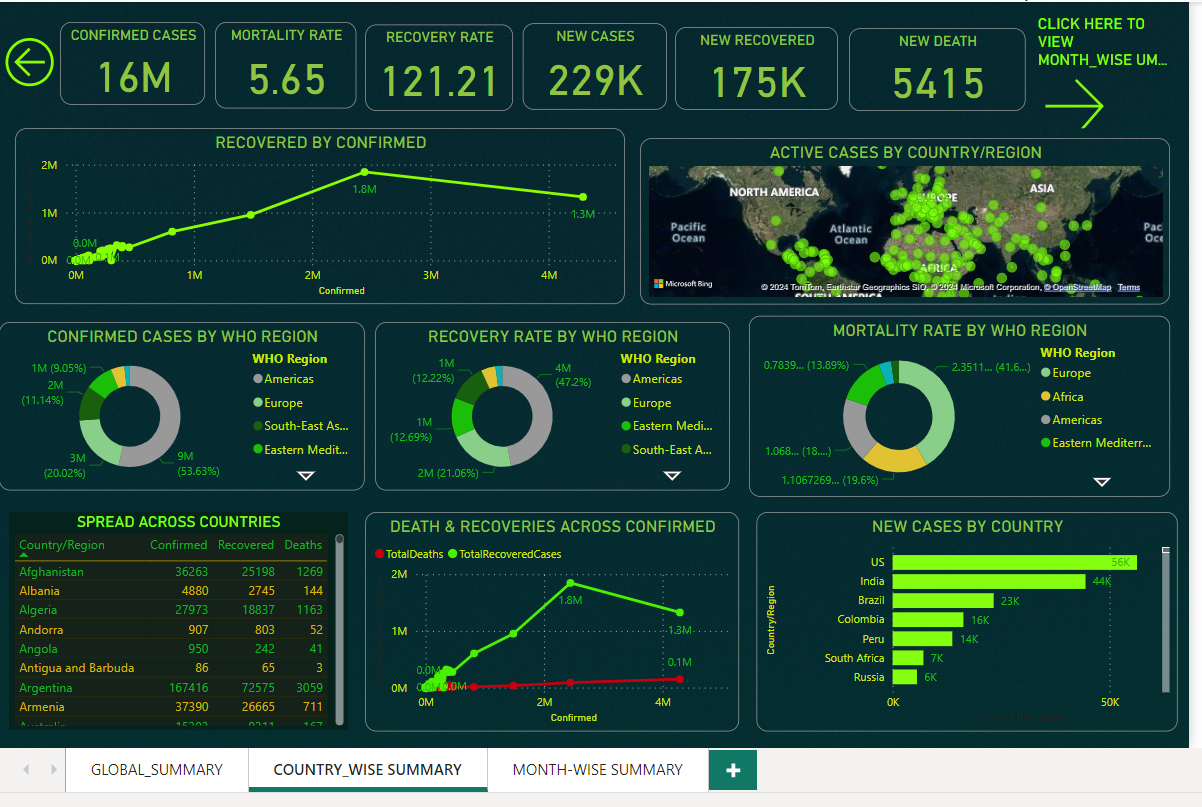 CONFIRMED CASES
16M
MORTALITY RATE
5.65
RECOVERY RATE
121.21
NEW CASES
229K
NEW RECOVERED
175K
NEW DEATH
5415
CLICK HERE TO
VIEW
MONTH_WISE UM...
RECOVERED BY CONFIRMED
2M
1M
0M
0.0M
1.8M
1.3M
0M
1M
2M
3M
4M
Confirmed
ACTIVE CASES BY COUNTRY/REGION
NORTH AMERICA
EUROPE
ASIA
Pacific
Ocean
Atlantic
Ocean
Pac
Oce
AFRICA
Microsoft Bing
© 2024 TomTom, Earthstar Geographics SIO, © 2024 Microsoft Corporation, © OpenStreetMap Terms
SOUTH AMERICA
CONFIRMED CASES BY WHO REGION
1M (9.05%)
2M
(11.14%)
3M
(20.02%)
9M
(53.63%)
WHO Region
Americas
Europe
South-East As...
Eastern Medit...
RECOVERY RATE BY WHO REGION
1M
(12.22%)
4M
(47.2%)
1M
(12.69%)
2M (21.06%)
WHO Region
Americas
Europe
Eastern Medi...
South-East A...
MORTALITY RATE BY WHO REGION
0.7839... (13.89%)
2.3511... (41.6...)
1.068... (18....)
1.1067269... (19.6%)
WHO Region
Europe
Africa
Americas
Eastern Mediterr...
SPREAD ACROSS COUNTRIES
Country/Region Confirmed Recovered Deaths
Afghanistan 36263 25198 1269
Albania 4880 2745 144
Algeria 27973 18837 1163
Andorra 907 803 52
Angola 950 242 41
Antigua and Barbuda 86 65 3
Argentina 167416 72575 3059
Armenia 37390 26665 711
Australia 15303 9311 167
DEATH & RECOVERIES ACROSS CONFIRMED
TotalDeaths TotalRecoveredCases
2M
1M
0M
1.8M
1.3M
0.1M
0.0M
0.0M
0M
2M
4M
Confirmed
NEW CASES BY COUNTRY
Country/Region
US 56K
India 44K
Brazil 23K
Colombia 16K
Peru 14K
South Africa 7K
Russia 6K
0K
50K
GLOBAL_SUMMARY
COUNTRY_WISE SUMMARY
MONTH-WISE SUMMARY